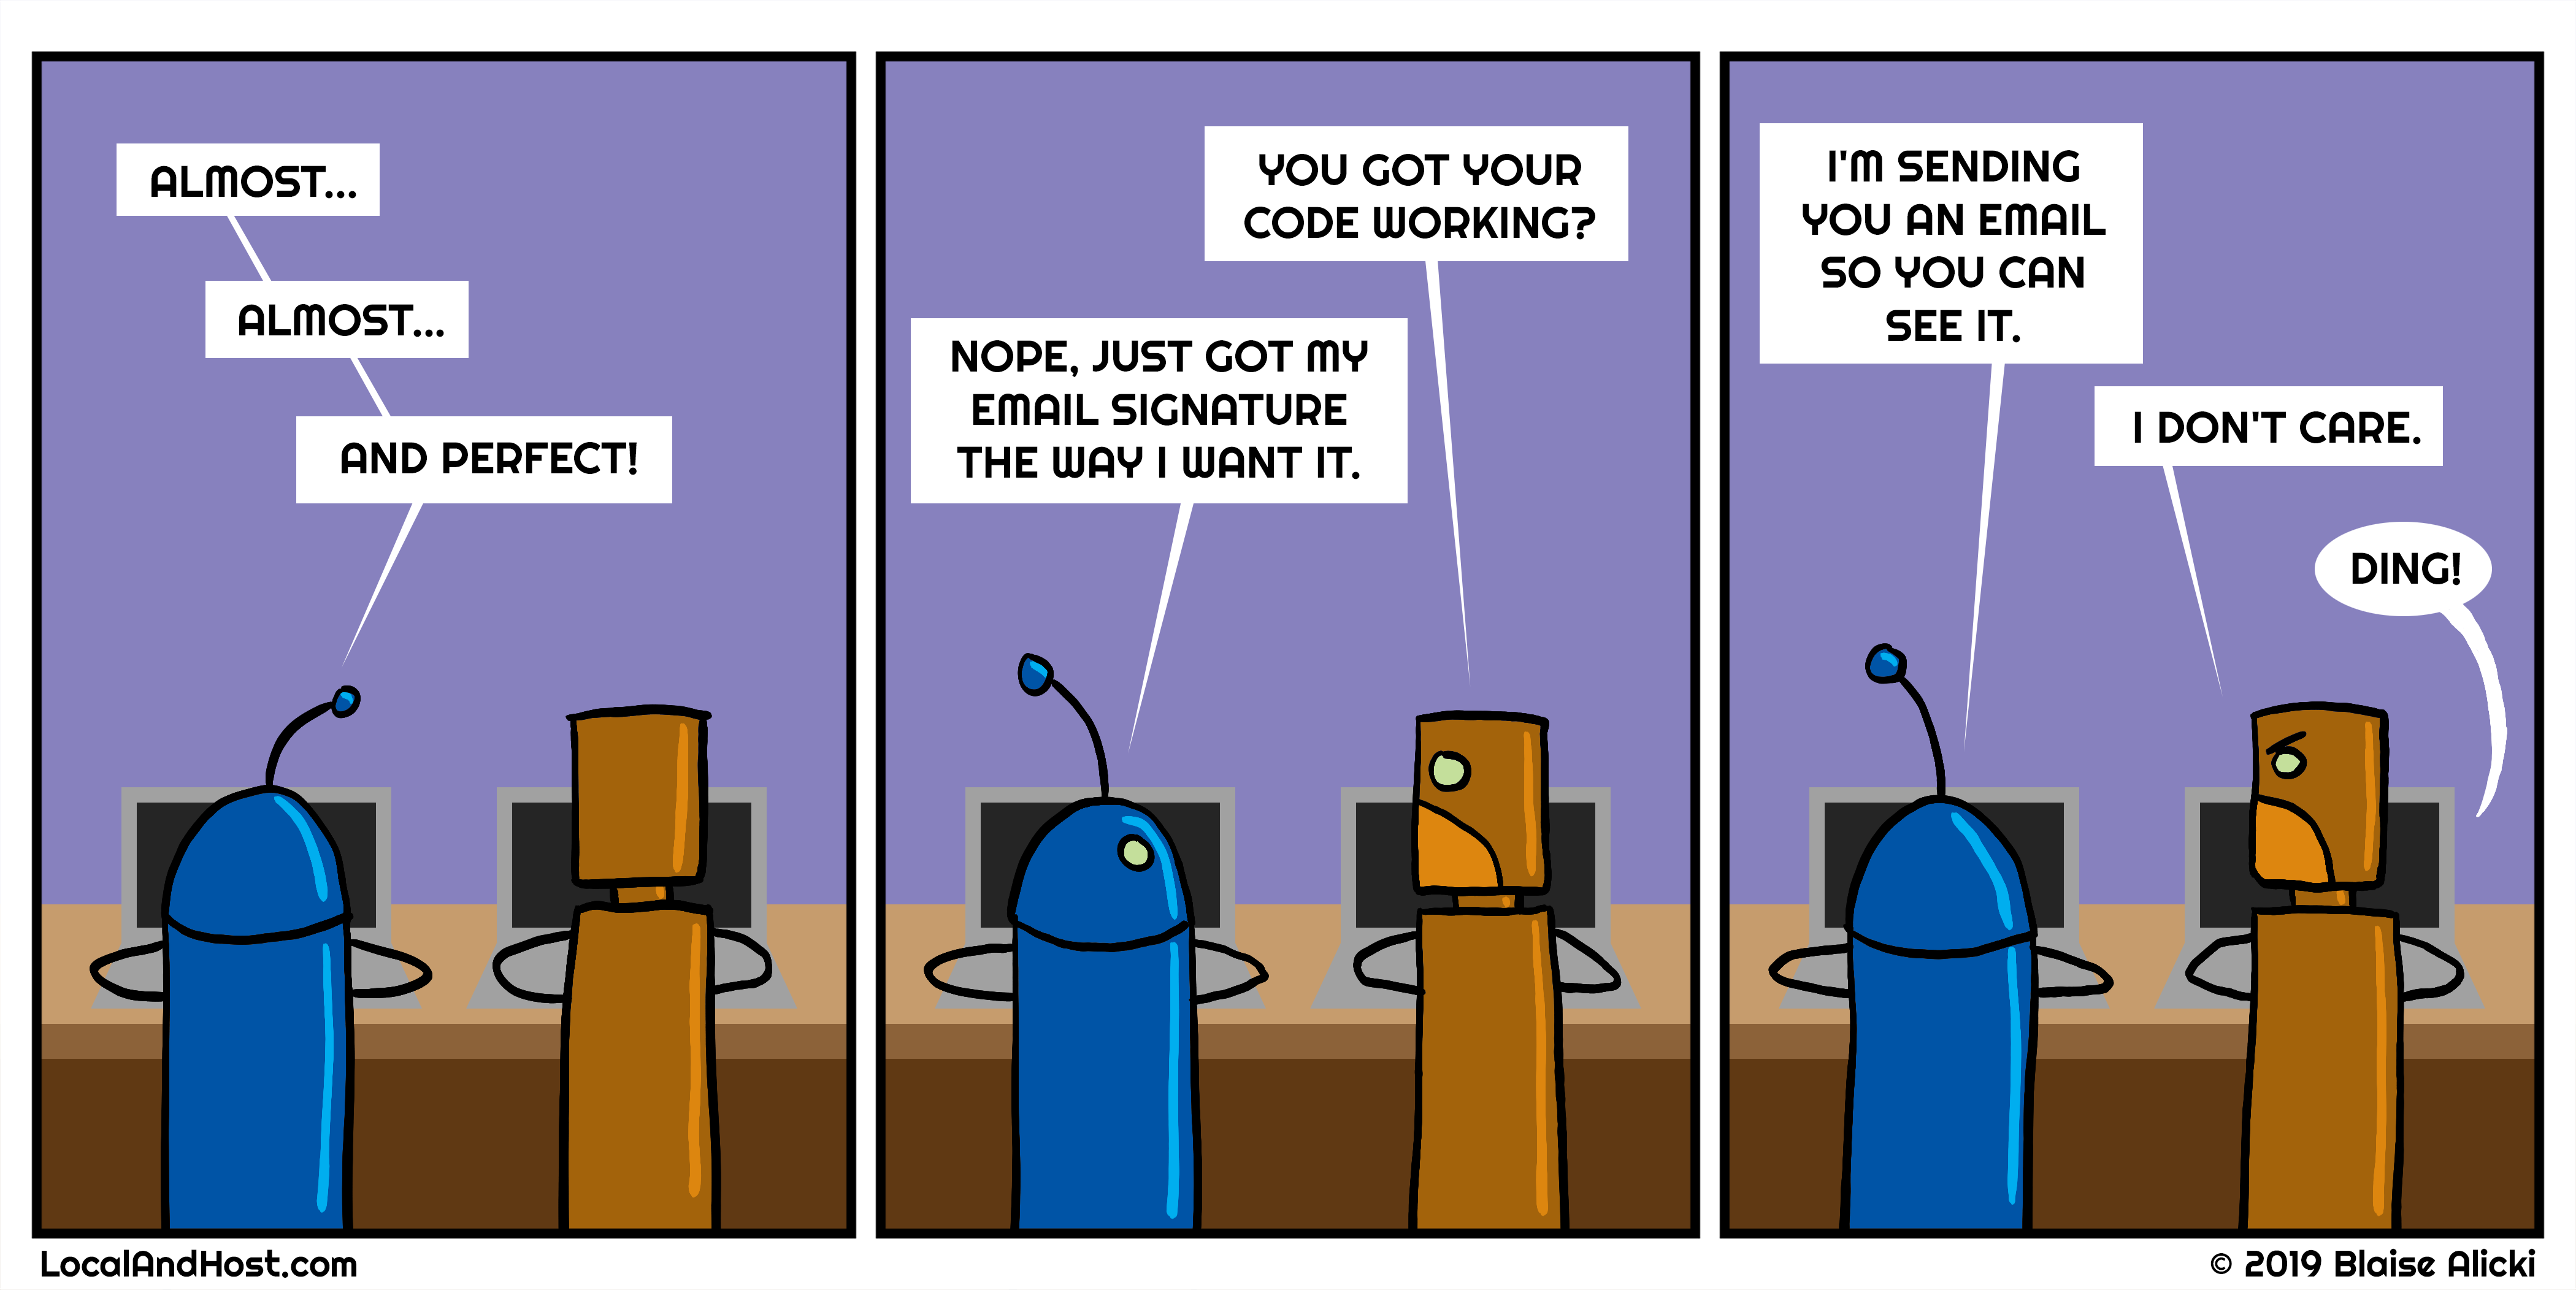 ALMOST...
ALMOST...
AND PERFECT!
YOU GOT YOUR
CODE WORKING?
NOPE, JUST GOT MY
EMAIL SIGNATURE
THE WAY I WANT IT.
I'M SENDING
YOU AN EMAIL
SO YOU CAN
SEE IT.
I DON'T CARE.
DING!
LocalAndHost.com
© 2019 Blaise Alicki